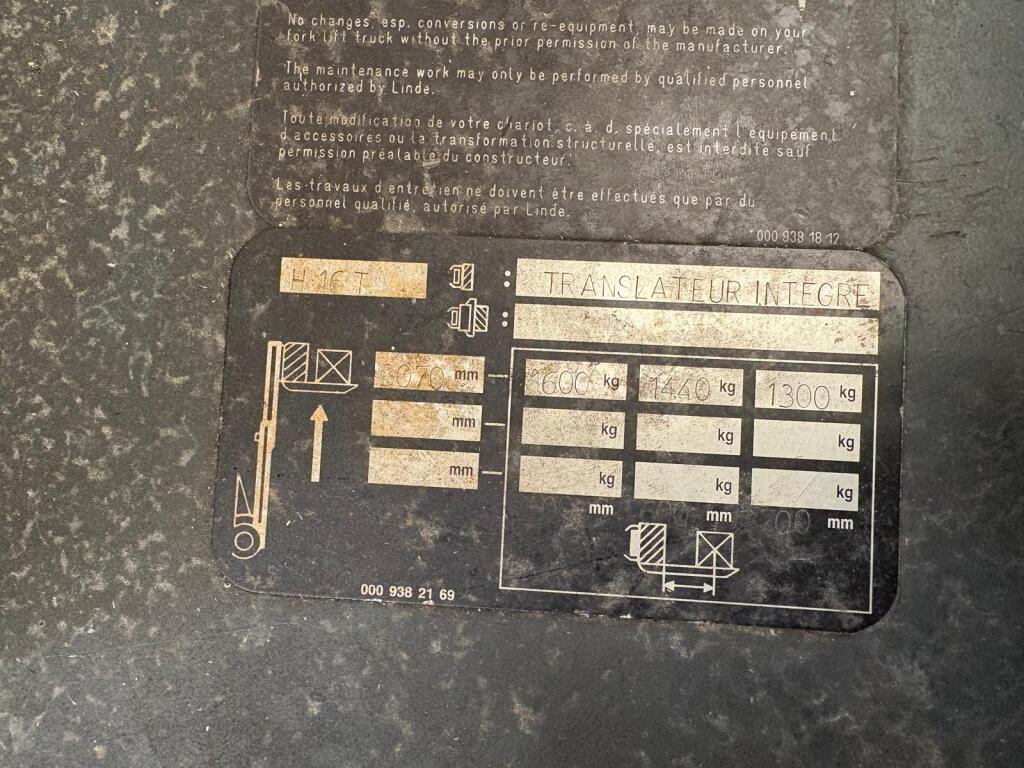 No changes, esp. conversions or re-equipment, may be made on your
fork lift truck without the prior permission of the manufacturer.
The maintenance work may only be performed by qualified personnel
authorized by Linde.
Toute modification de votre chariot, c. à. d. spécialement l'équipement
d'accessoires ou la transformation structurelle, est interdite sauf
permission préalable du constructeur.
Les travaux d'entretien ne doivent être effectués que par du
personnel qualifié, autorisé par Linde.
000 938 18 12
H 16 T : TRANSLATEUR INTEGRE
:
mm 1600 kg 1440 kg 1300 kg
mm kg kg kg
mm kg kg kg
mm mm mm
000 938 21 69